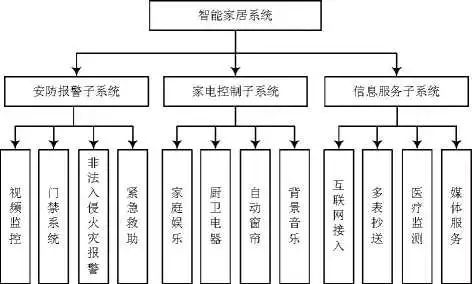 智能家居系统
安防报警子系统
家电控制子系统
信息服务子系统
视频监控
门禁系统
非法入侵火灾报警
紧急救助
家庭娱乐
厨卫电器
自动窗帘
背景音乐
互联网接入
多表抄送
医疗监测
媒体服务